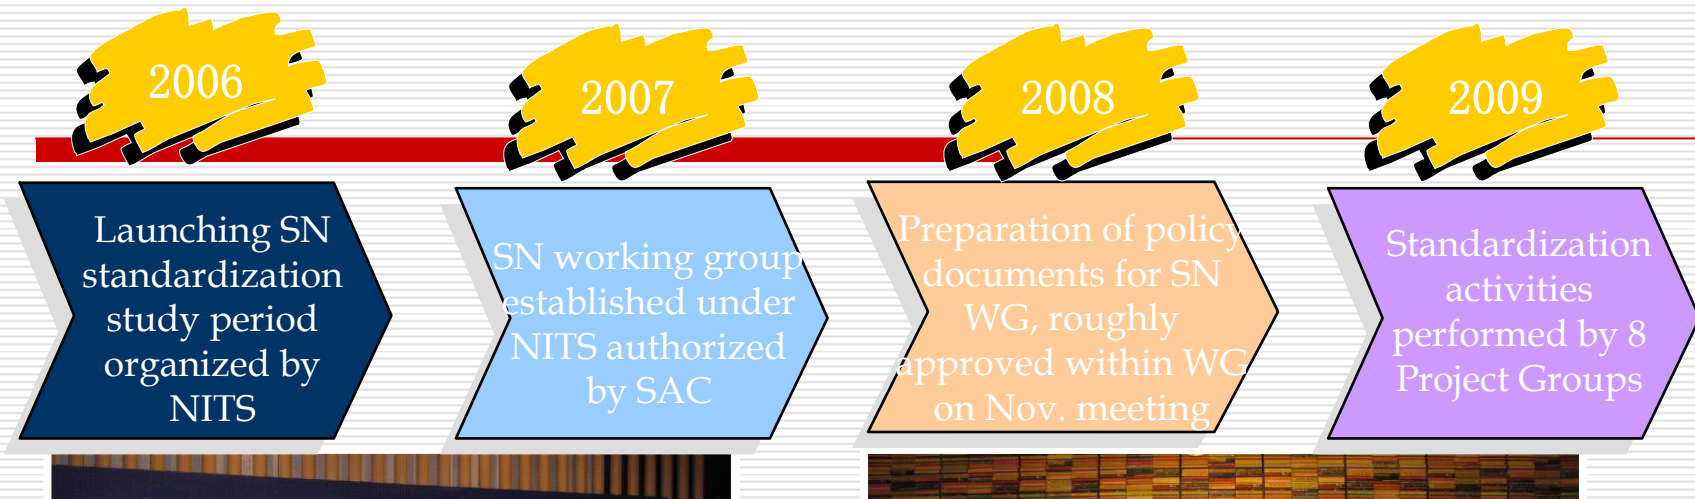 2006
2007
2008
2009
Launching SN
standardization
study period
organized by
NITS
SN working group
established under
NITS authorized
by SAC
Preparation of policy
documents for SN
WG, roughly
approved within WG
on Nov. meeting
Standardization
activities
performed by 8
Project Groups